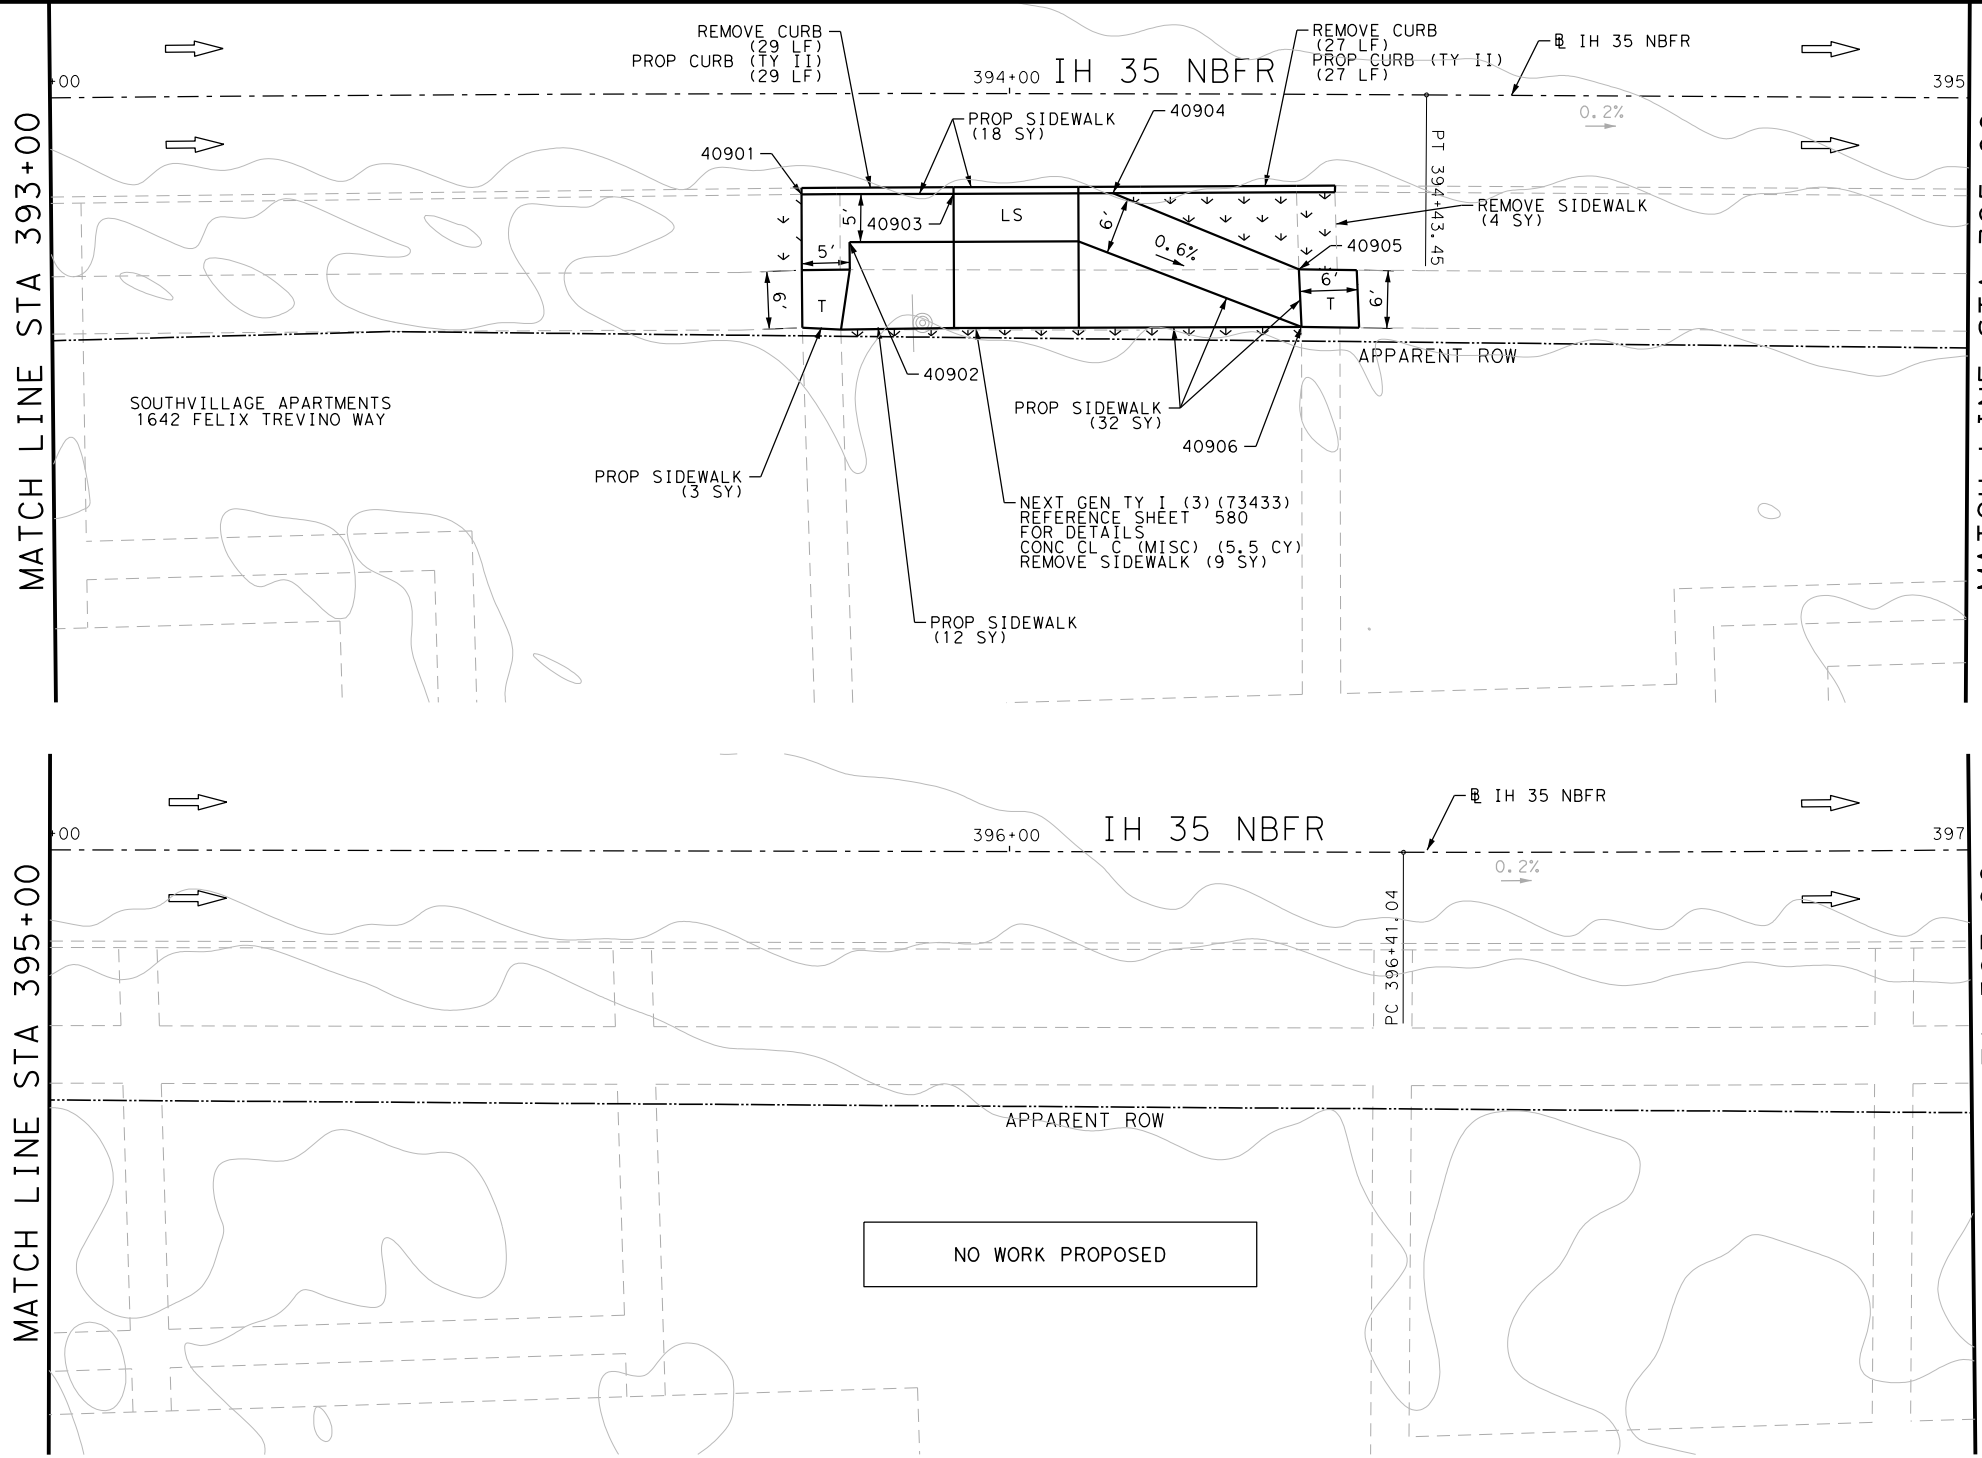 REMOVE CURB
(29 LF)
PROP CURB (TY II)
(29 LF)
REMOVE CURB
(27 LF)
PROP CURB (TY II)
(27 LF)
394+00
IH 35 NBFR
BL IH 35 NBFR
+00
395
0.2%
MATCH LINE STA 393+00
PROP SIDEWALK
(18 SY)
40904
40901
PT 394+43.45
5'
40903
LS
6'
REMOVE SIDEWALK
(4 SY)
40905
0.6%
5'
6'
T
6'
T
6'
APPARENT ROW
40902
SOUTHVILLAGE APARTMENTS
1642 FELIX TREVINO WAY
PROP SIDEWALK
(32 SY)
40906
PROP SIDEWALK
(3 SY)
NEXT GEN TY I (3)(73433)
REFERENCE SHEET 580
FOR DETAILS
CONC CL C (MISC) (5.5 CY)
REMOVE SIDEWALK (9 SY)
PROP SIDEWALK
(12 SY)
BL IH 35 NBFR
+00
396+00
IH 35 NBFR
397
0.2%
MATCH LINE STA 395+00
PC 396+41.04
APPARENT ROW
NO WORK PROPOSED